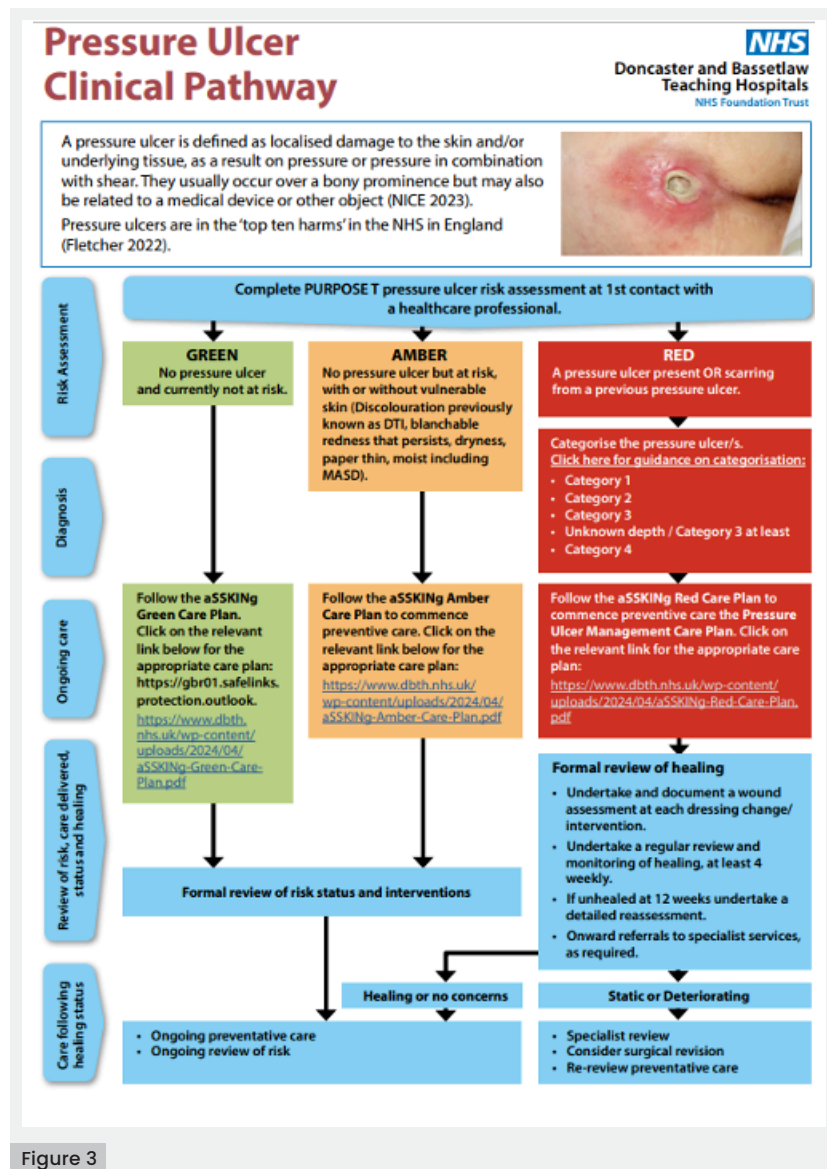 Pressure Ulcer
Clinical Pathway
NHS
Doncaster and Bassetlaw
Teaching Hospitals
NHS Foundation Trust
A pressure ulcer is defined as localised damage to the skin and/or
underlying tissue, as a result on pressure or pressure in combination
with shear. They usually occur over a bony prominence but may also
be related to a medical device or other object (NICE 2023).
Pressure ulcers are in the 'top ten harms' in the NHS in England
(Fletcher 2022).
Risk Assessment
Complete PURPOSE T pressure ulcer risk assessment at 1st contact with
a healthcare professional.
GREEN
No pressure ulcer
and currently not at risk.
AMBER
No pressure ulcer but at risk,
with or without vulnerable
skin (Discolouration previously
known as DTI, blanchable
redness that persists, dryness,
paper thin, moist including
MASD).
RED
A pressure ulcer present OR scarring
from a previous pressure ulcer.
Diagnosis
Categorise the pressure ulcer/s.
Click here for guidance on categorisation:
• Category 1
• Category 2
• Category 3
• Unknown depth / Category 3 at least
• Category 4
Ongoing care
Follow the aSSKINg
Green Care Plan.
Click on the relevant
link below for the
appropriate care plan:
https://gbr01.safelinks.
protection.outlook.
https://www.dbth.
nhs.uk/wp-content/
uploads/2024/04/
aSSKINg-Green-Care-
Plan.pdf
Follow the aSSKINg Amber
Care Plan to commence
preventive care. Click on the
relevant link below for the
appropriate care plan:
https://www.dbth.nhs.uk/
wp-content/uploads/2024/04/
aSSKINg-Amber-Care-Plan.pdf
Follow the aSSKINg Red Care Plan to
commence preventive care the Pressure
Ulcer Management Care Plan. Click on
the relevant link for the appropriate care
plan:
https://www.dbth.nhs.uk/wp-content/
uploads/2024/04/aSSKINg-Red-Care-Plan.
pdf
Review of risk, care delivered,
status and healing
Formal review of risk status and interventions
Formal review of healing
• Undertake and document a wound
assessment at each dressing change/
intervention.
• Undertake a regular review and
monitoring of healing, at least 4
weekly.
• If unhealed at 12 weeks undertake a
detailed reassessment.
• Onward referrals to specialist services,
as required.
Care following
healing status
Healing or no concerns
Static or Deteriorating
• Ongoing preventative care
• Ongoing review of risk
• Specialist review
• Consider surgical revision
• Re-review preventative care
Figure 3